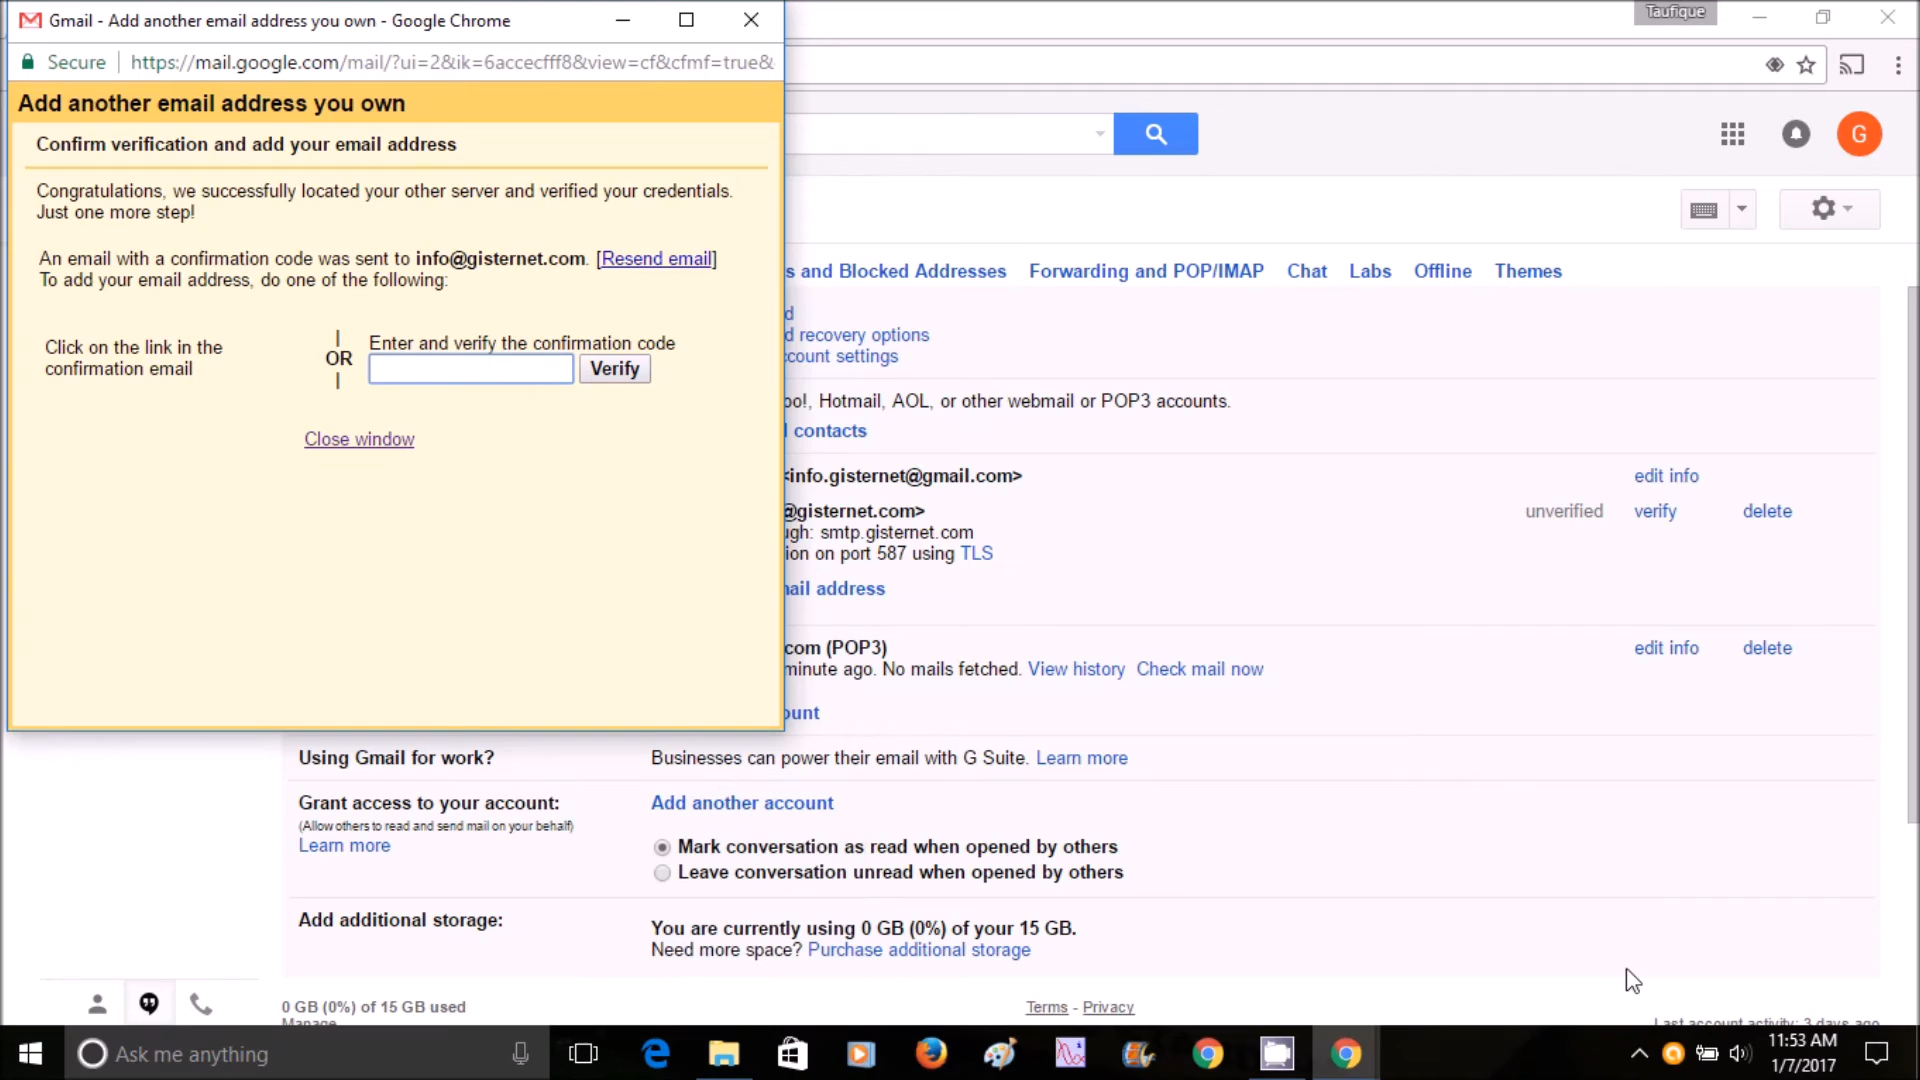 Gmail - Add another email address you own - Google Chrome
Taufique
Secure | https://mail.google.com/mail/?ui=2&ik=6accecfff8&view=cf&cfmf=true&
Add another email address you own
Confirm verification and add your email address
Congratulations, we successfully located your other server and verified your credentials.
Just one more step!
An email with a confirmation code was sent to info@gisternet.com. [Resend email]
To add your email address, do one of the following:
Click on the link in the
confirmation email
|
OR
|
Enter and verify the confirmation code
Verify
Close window
G
s and Blocked Addresses Forwarding and POP/IMAP Chat Labs Offline Themes
d
d recovery options
count settings
oo!, Hotmail, AOL, or other webmail or POP3 accounts.
l contacts
<info.gisternet@gmail.com> edit info
@gisternet.com> unverified verify delete
ugh: smtp.gisternet.com
ion on port 587 using TLS
nail address
com (POP3) edit info delete
minute ago. No mails fetched. View history Check mail now
ount
Using Gmail for work? Businesses can power their email with G Suite. Learn more
Grant access to your account: Add another account
(Allow others to read and send mail on your behalf)
Learn more
Mark conversation as read when opened by others
Leave conversation unread when opened by others
Add additional storage: You are currently using 0 GB (0%) of your 15 GB.
Need more space? Purchase additional storage
0 GB (0%) of 15 GB used
Manage
Terms - Privacy
Last account activity: 3 days ago
Ask me anything
11:53 AM
1/7/2017